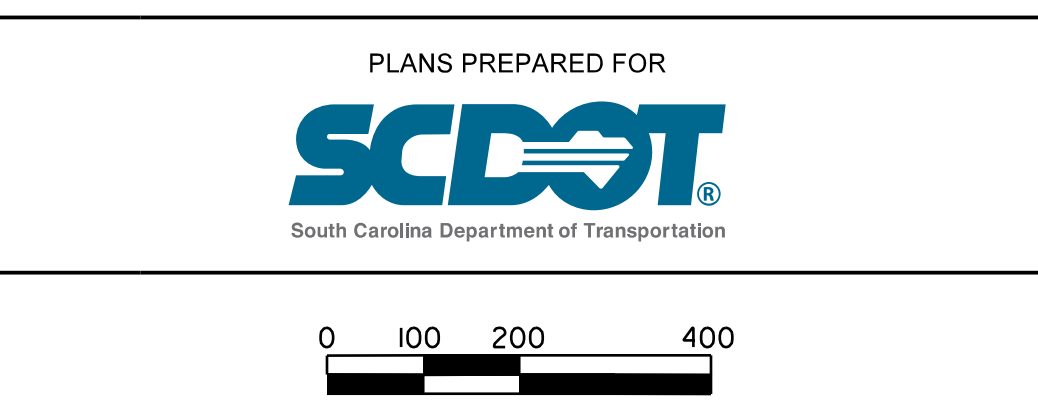 PLANS PREPARED FOR
SCDOT®
South Carolina Department of Transportation
0 100 200 400